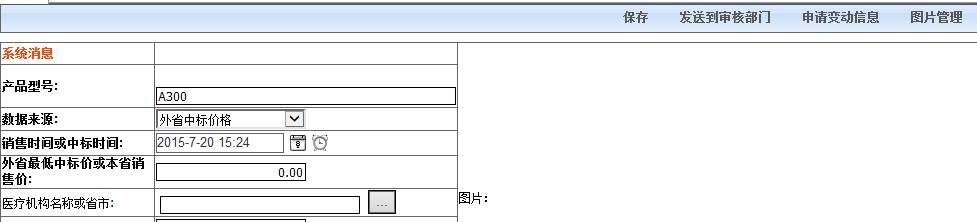 保存 发送到审核部门 申请变动信息 图片管理
系统消息
产品型号:
A300
数据来源: 外省中标价格
销售时间或中标时间: 2015-7-20 15:24
外省最低中标价或本省销
售价: 0.00
医疗机构名称或省市: ... 图片: